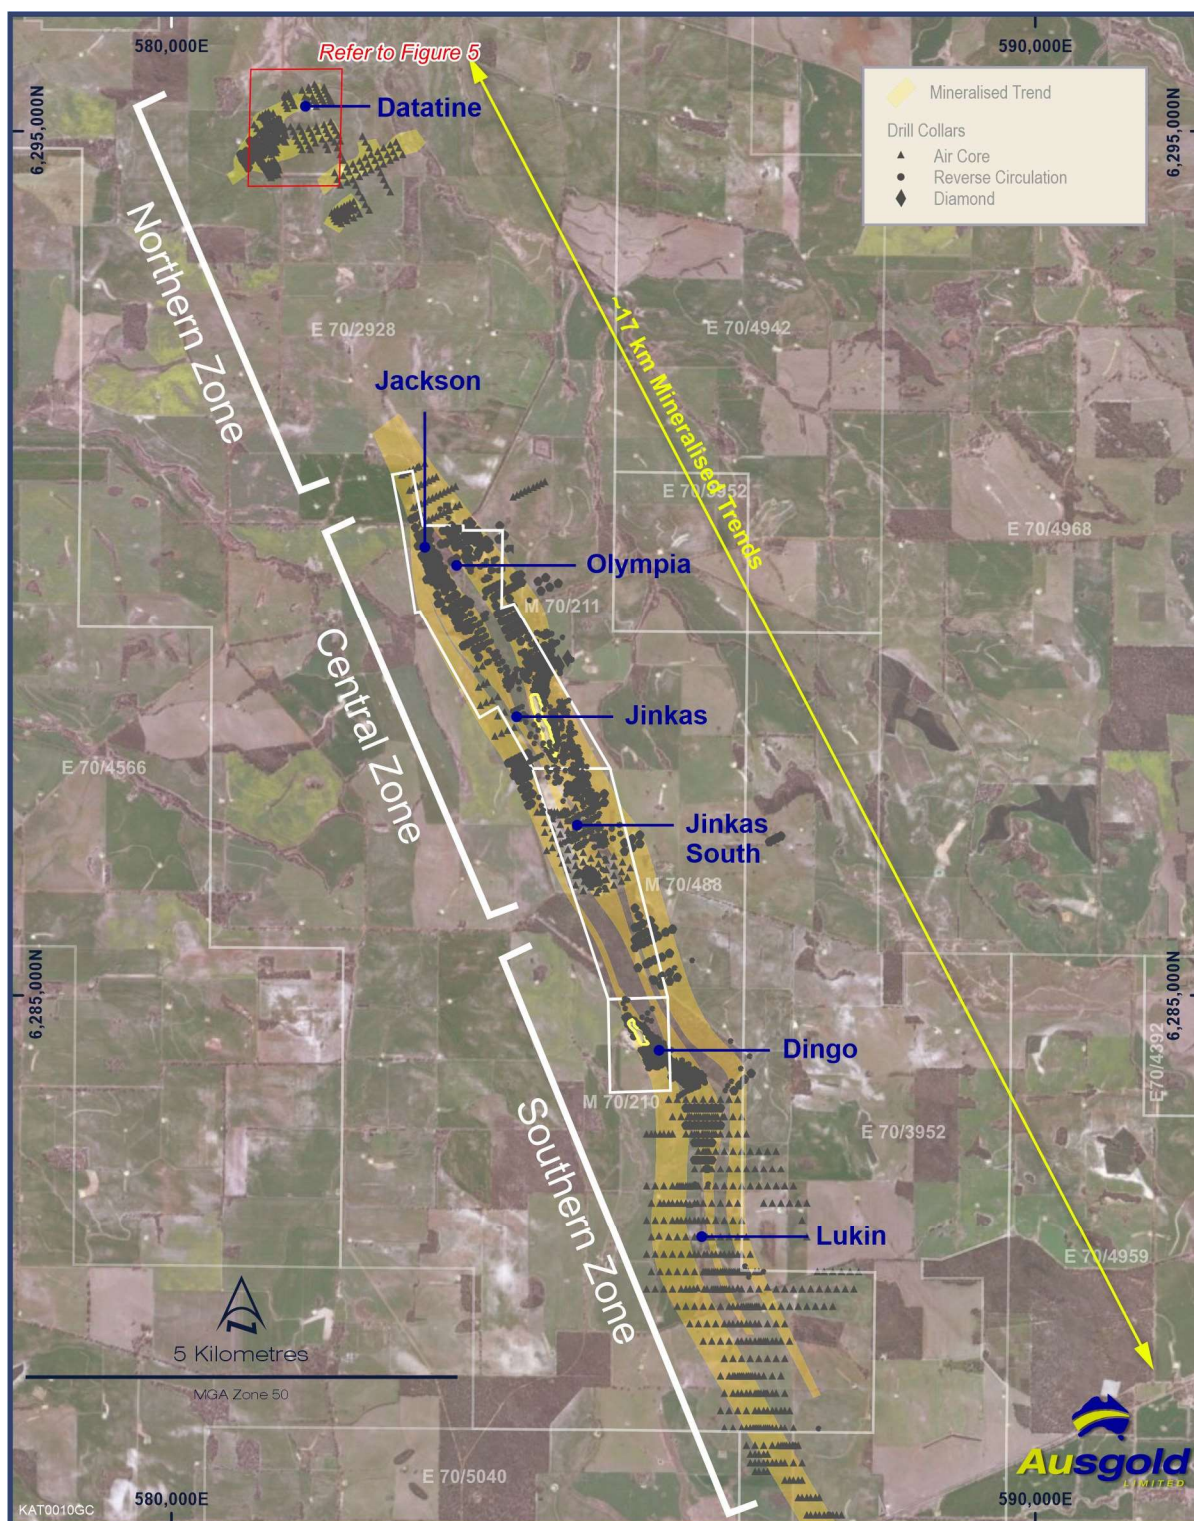 580,000E
590,000E
Refer to Figure 5
Mineralised Trend
Drill Collars
Air Core
Reverse Circulation
Diamond
6,295,000N
6,295,000N
Datatine
Northern Zone
E 70/2928
E 70/4942
~17 km Mineralised Trends
Jackson
E 70/3952
E 70/4968
Olympia
M 70/211
Central Zone
Jinkas
E 70/4566
Jinkas
South
M 70/488
6,285,000N
6,285,000N
Dingo
E 70/4392
M 70/210
E 70/3952
Southern Zone
Lukin
E 70/4959
5 Kilometres
MGA Zone 50
Ausgold
LIMITED
E 70/5040
KAT0010GC
580,000E
590,000E